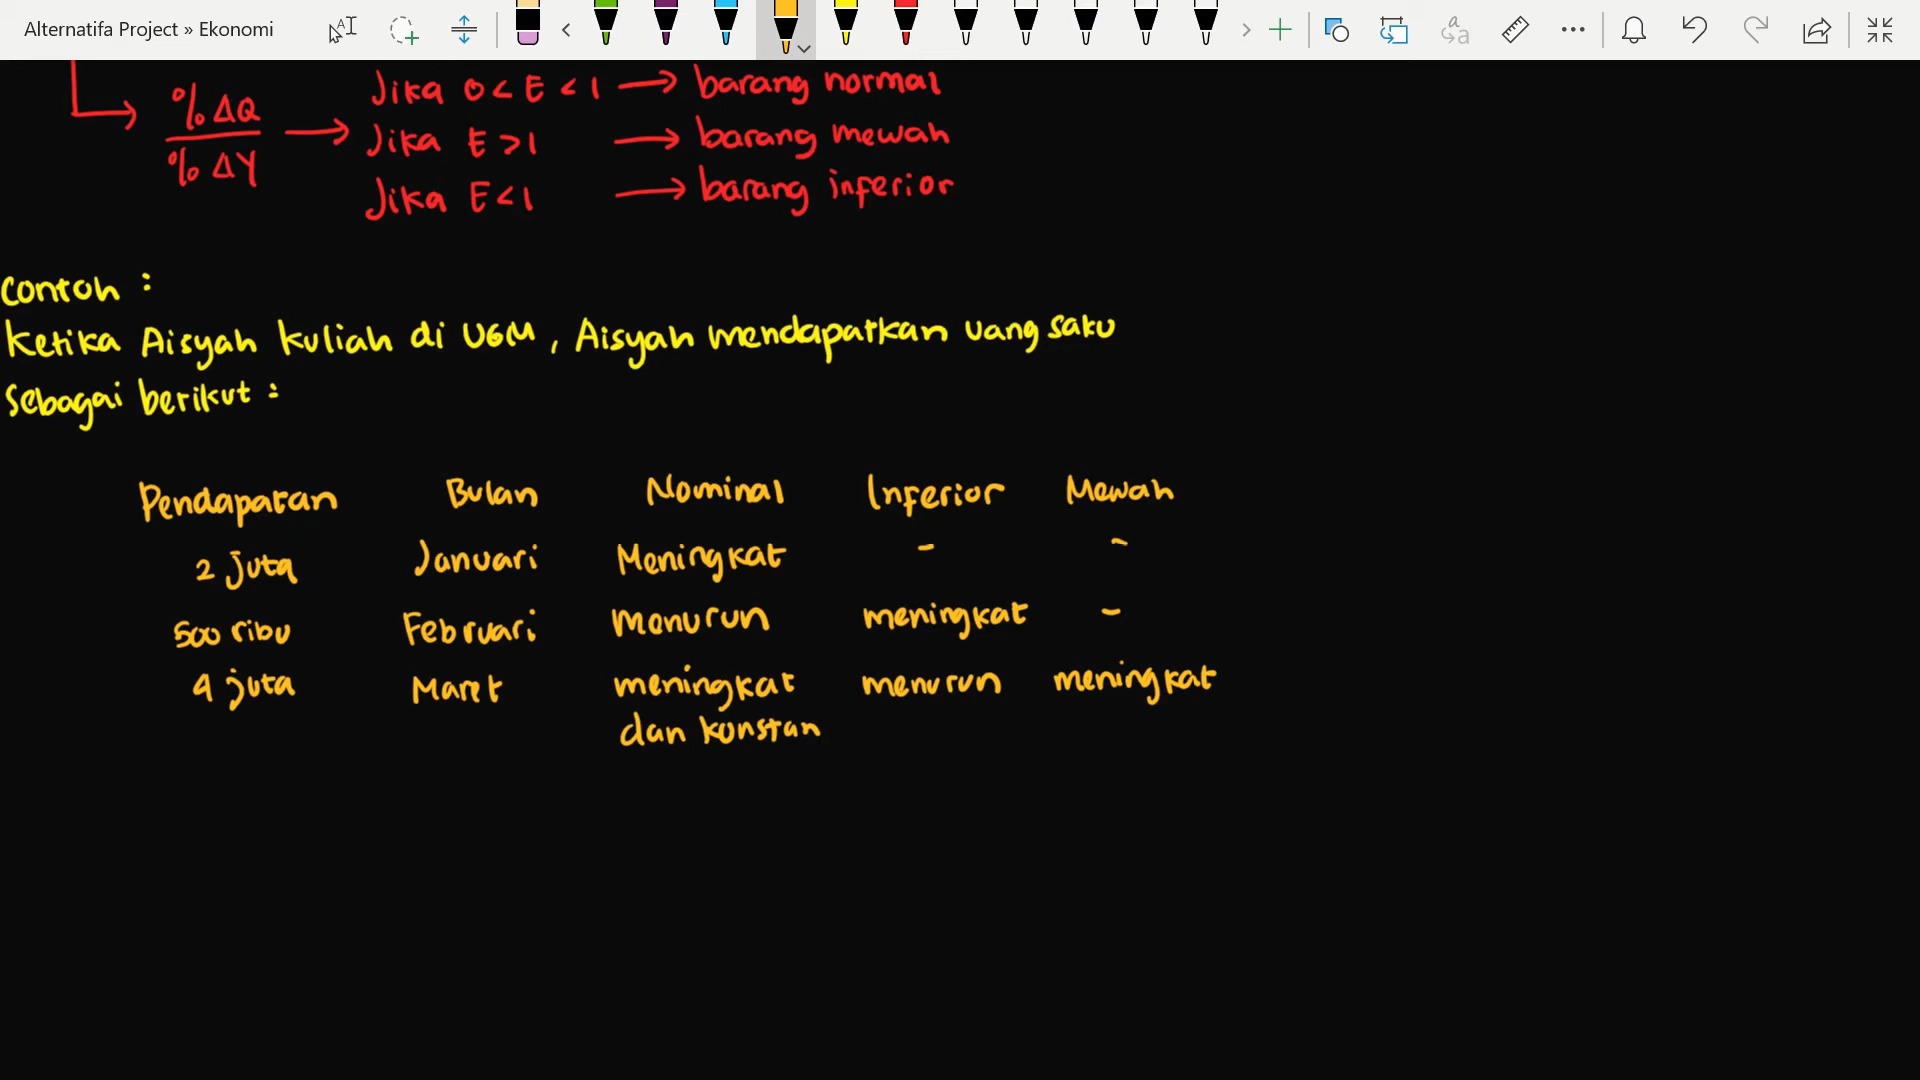 Alternatifa Project » Ekonomi
%ΔQ
%ΔY
Jika 0 < E < 1 → barang normal
Jika E > 1 → barang mewah
Jika E < 1 → barang inferior
Contoh :
Ketika Aisyah kuliah di UGM, Aisyah mendapatkan uang saku
Sebagai berikut :
Pendapatan Bulan Nominal Inferior Mewah
2 juta Januari Meningkat - -
500 ribu Februari Menurun meningkat -
4 juta Maret meningkat menurun meningkat
dan konstan